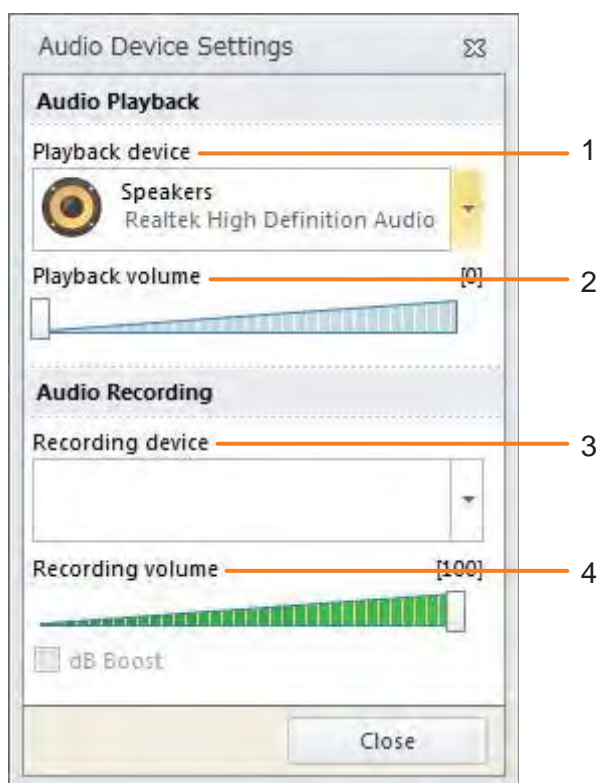 Audio Device Settings
Audio Playback
Playback device 1
Speakers
Realtek High Definition Audio
Playback volume [0] 2
Audio Recording
Recording device 3
Recording volume [100] 4
dB Boost
Close